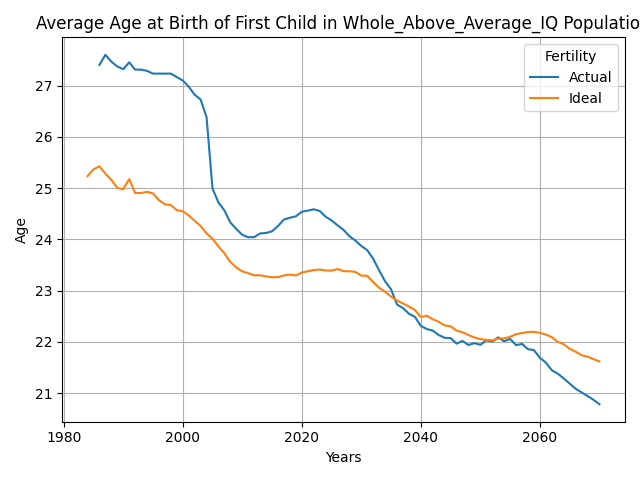 Average Age at Birth of First Child in Whole_Above_Average_IQ Populatio
Fertility
Actual
Ideal
27
26
25
24
23
22
21
Age
1980
2000
2020
2040
2060
Years